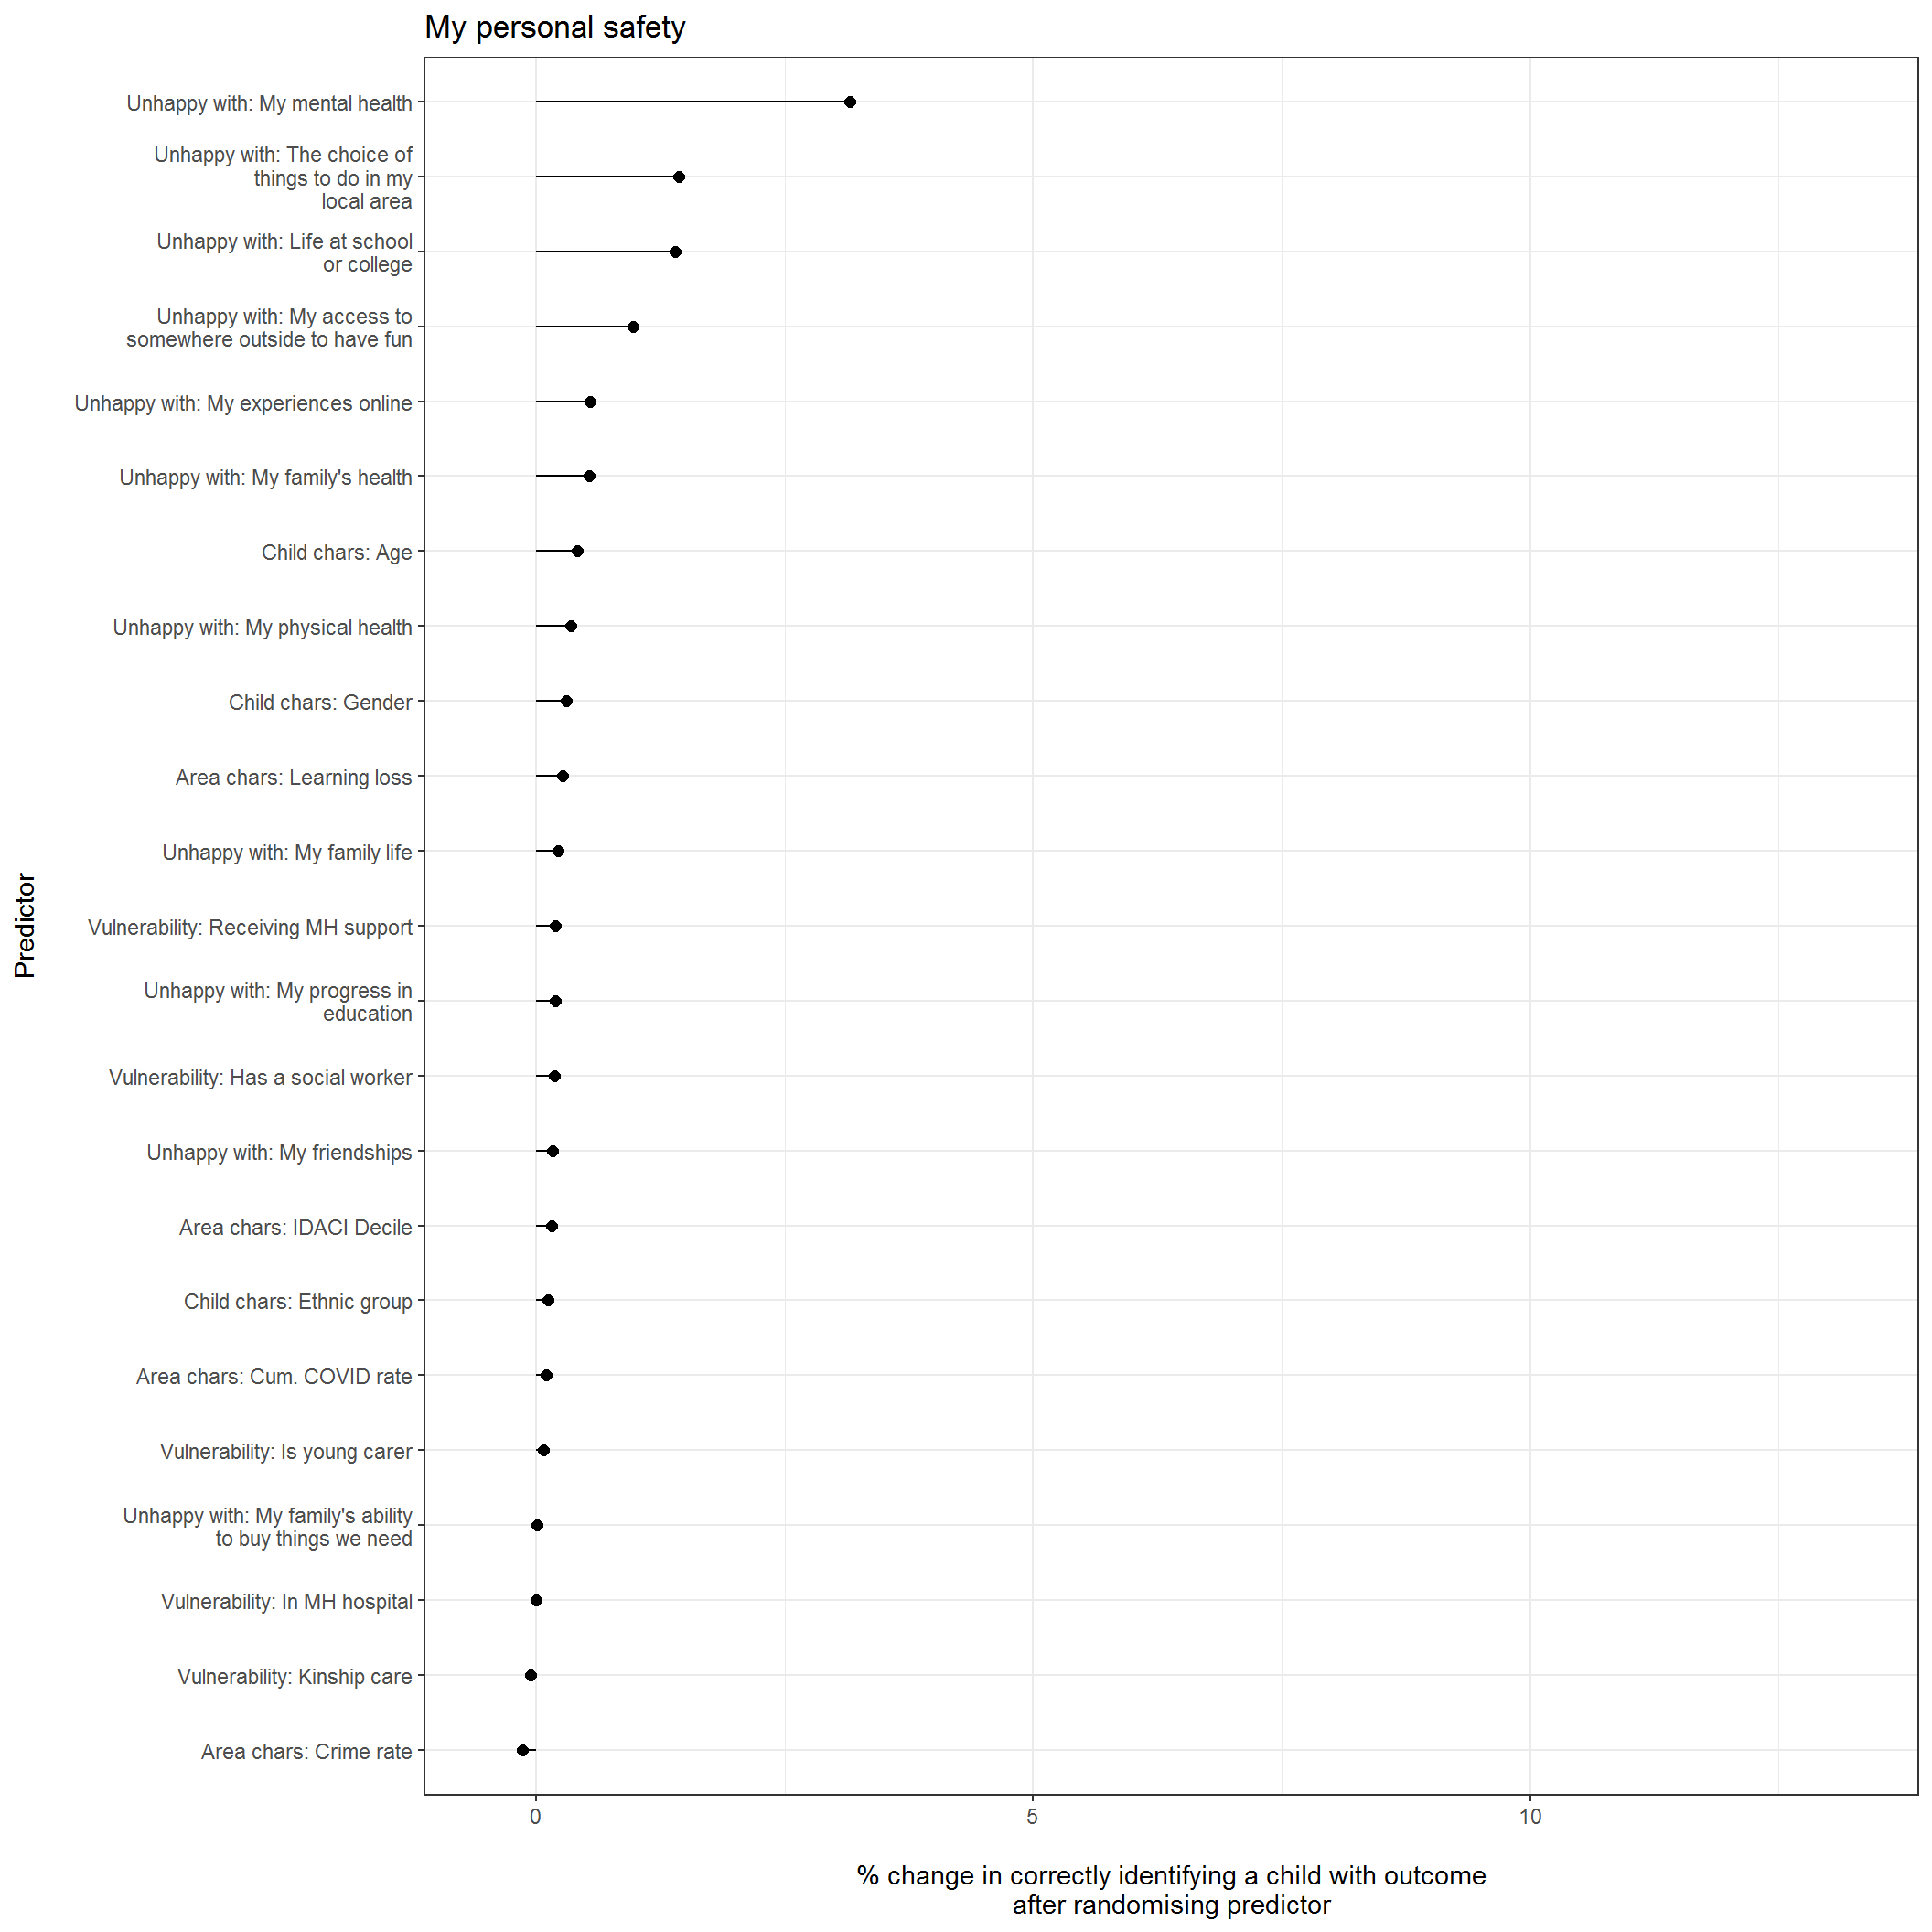 My personal safety
Unhappy with: My mental health
Unhappy with: The choice of
things to do in my
local area
Unhappy with: Life at school
or college
Unhappy with: My access to
somewhere outside to have fun
Unhappy with: My experiences online
Unhappy with: My family's health
Child chars: Age
Unhappy with: My physical health
Child chars: Gender
Area chars: Learning loss
Unhappy with: My family life
Vulnerability: Receiving MH support
Unhappy with: My progress in
education
Vulnerability: Has a social worker
Unhappy with: My friendships
Area chars: IDACI Decile
Child chars: Ethnic group
Area chars: Cum. COVID rate
Vulnerability: Is young carer
Unhappy with: My family's ability
to buy things we need
Vulnerability: In MH hospital
Vulnerability: Kinship care
Area chars: Crime rate
Predictor
0
5
10
% change in correctly identifying a child with outcome
after randomising predictor